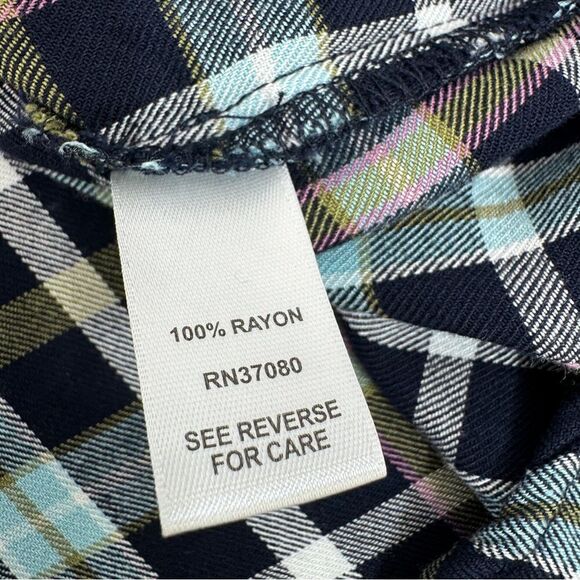 100% RAYON
RN37080
SEE REVERSE
FOR CARE